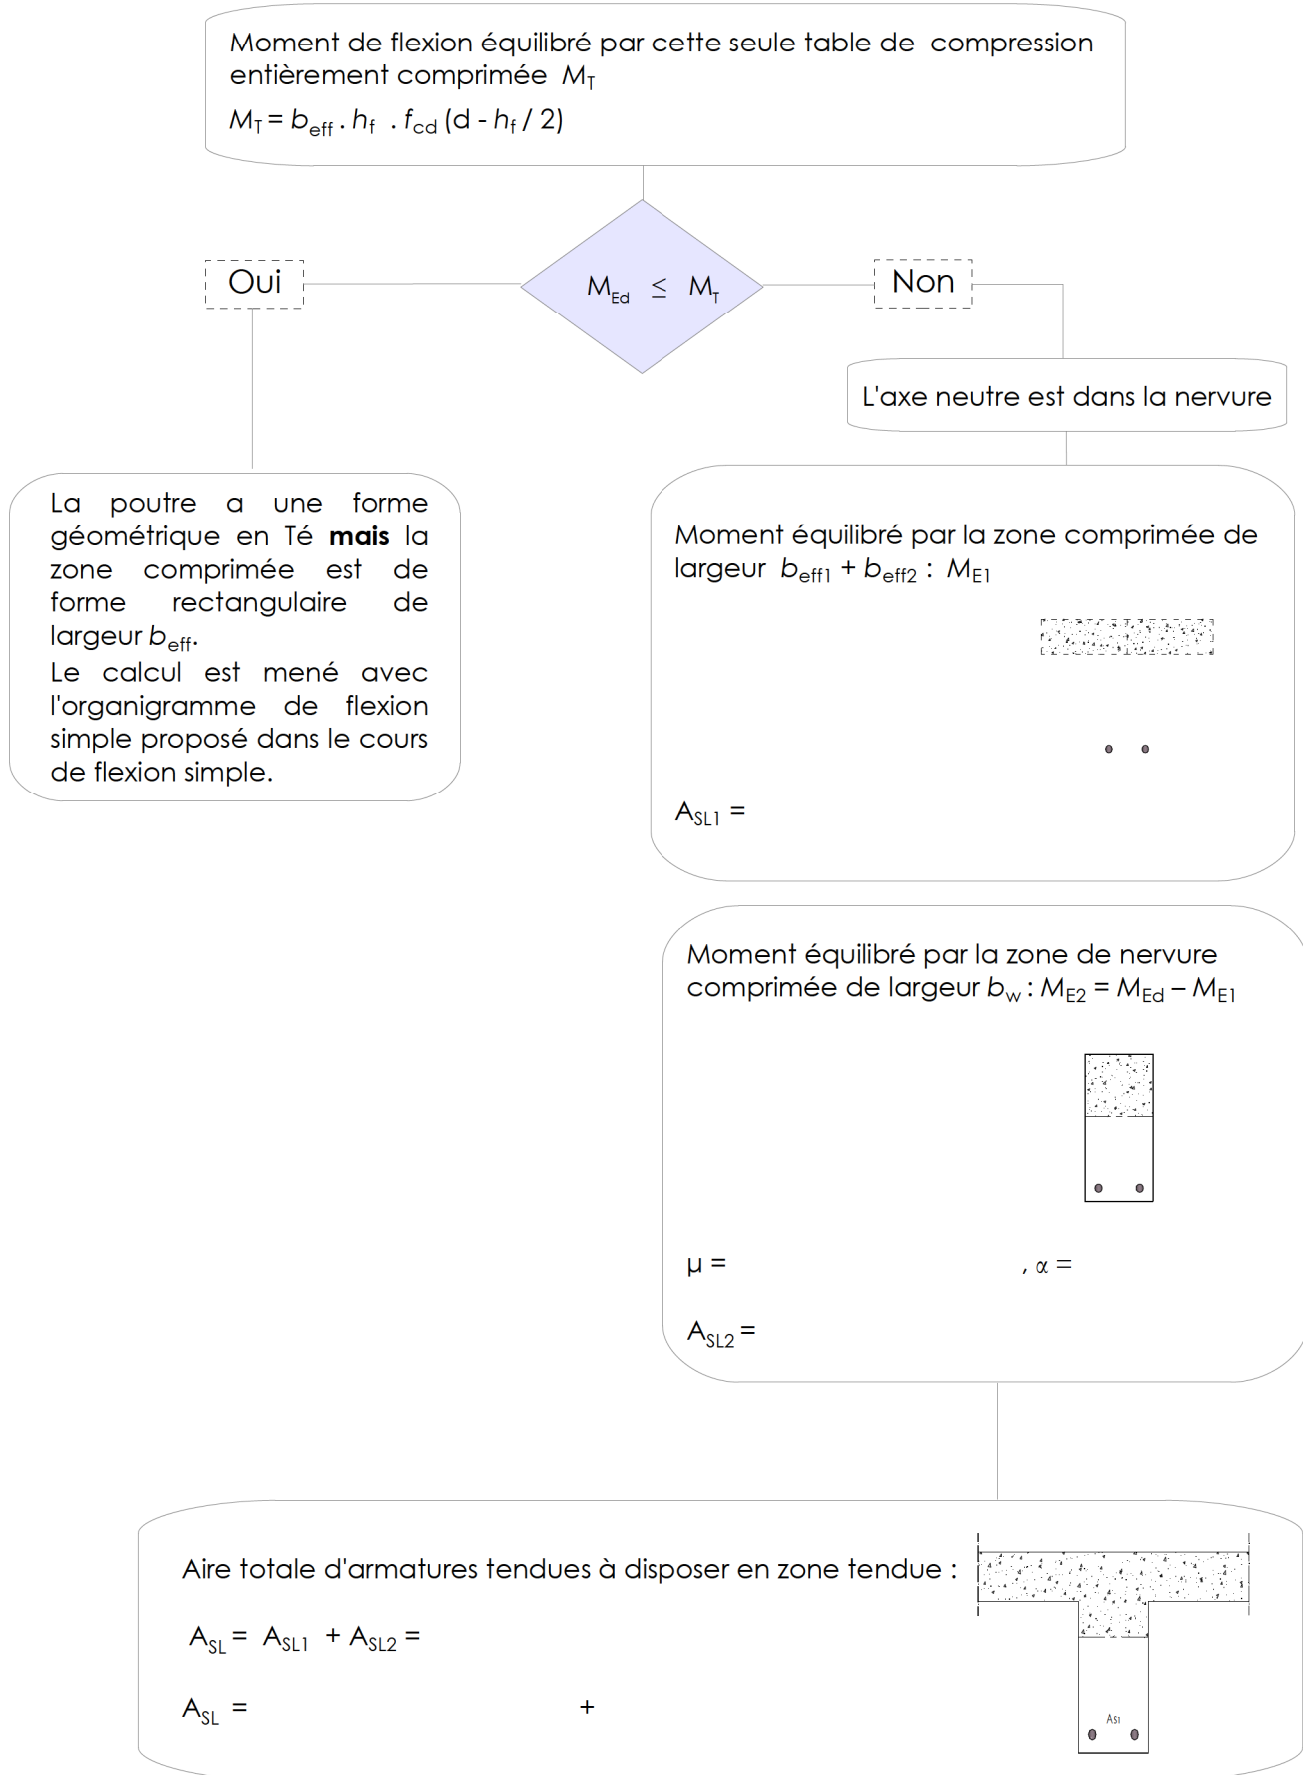 Moment de flexion équilibré par cette seule table de compression
entièrement comprimée M_T
M_T = b_eff . h_f . f_cd (d - h_f / 2)
Oui
M_Ed ≤ M_T
Non
L'axe neutre est dans la nervure
La poutre a une forme
géométrique en Té mais la
zone comprimée est de
forme rectangulaire de
largeur b_eff.
Le calcul est mené avec
l'organigramme de flexion
simple proposé dans le cours
de flexion simple.
Moment équilibré par la zone comprimée de
largeur b_eff1 + b_eff2 : M_E1
A_SL1 =
Moment équilibré par la zone de nervure
comprimée de largeur b_w : M_E2 = M_Ed – M_E1
μ = , α =
A_SL2 =
Aire totale d'armatures tendues à disposer en zone tendue :
A_SL = A_SL1 + A_SL2 =
A_SL = +
As1